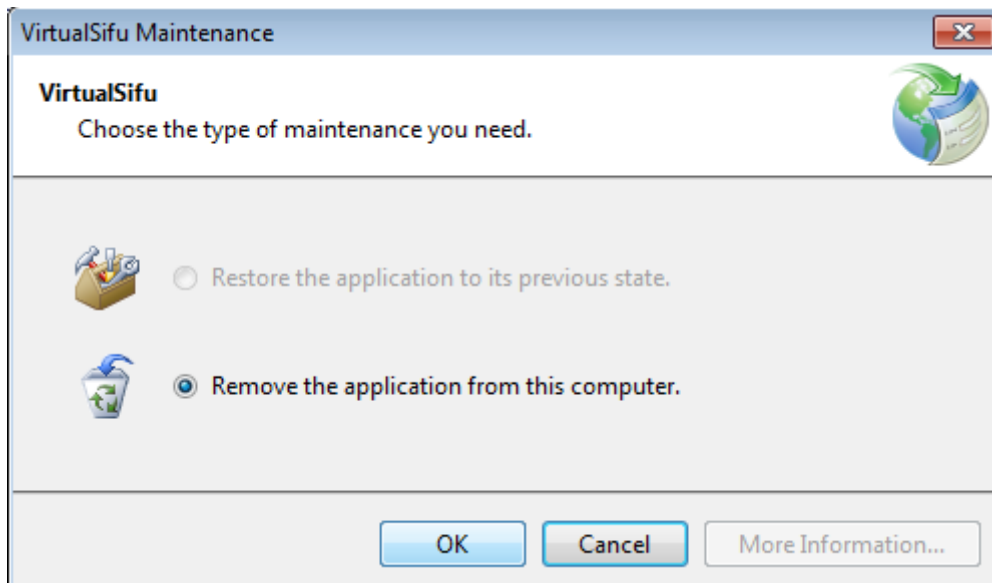 VirtualSifu Maintenance
VirtualSifu
Choose the type of maintenance you need.
Restore the application to its previous state.
Remove the application from this computer.
OK Cancel More Information...